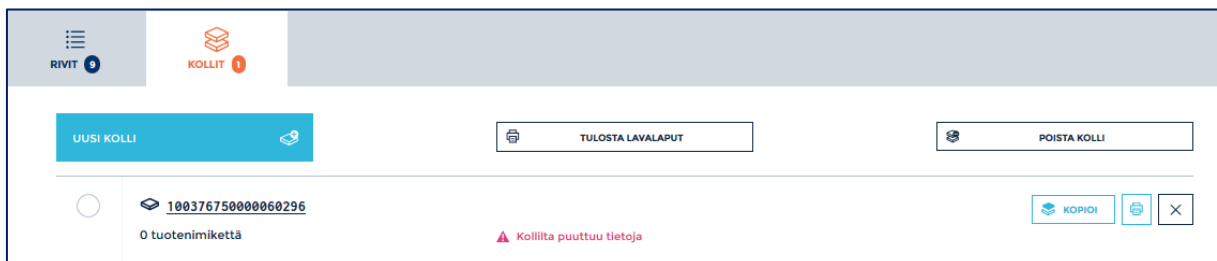 RIVIT 9
KOLLIT 1
UUSI KOLLI
TULOSTA LAVALAPUT
POISTA KOLLI
100376750000060296
KOPIOI
0 tuotenimikettä
Kollilta puuttuu tietoja